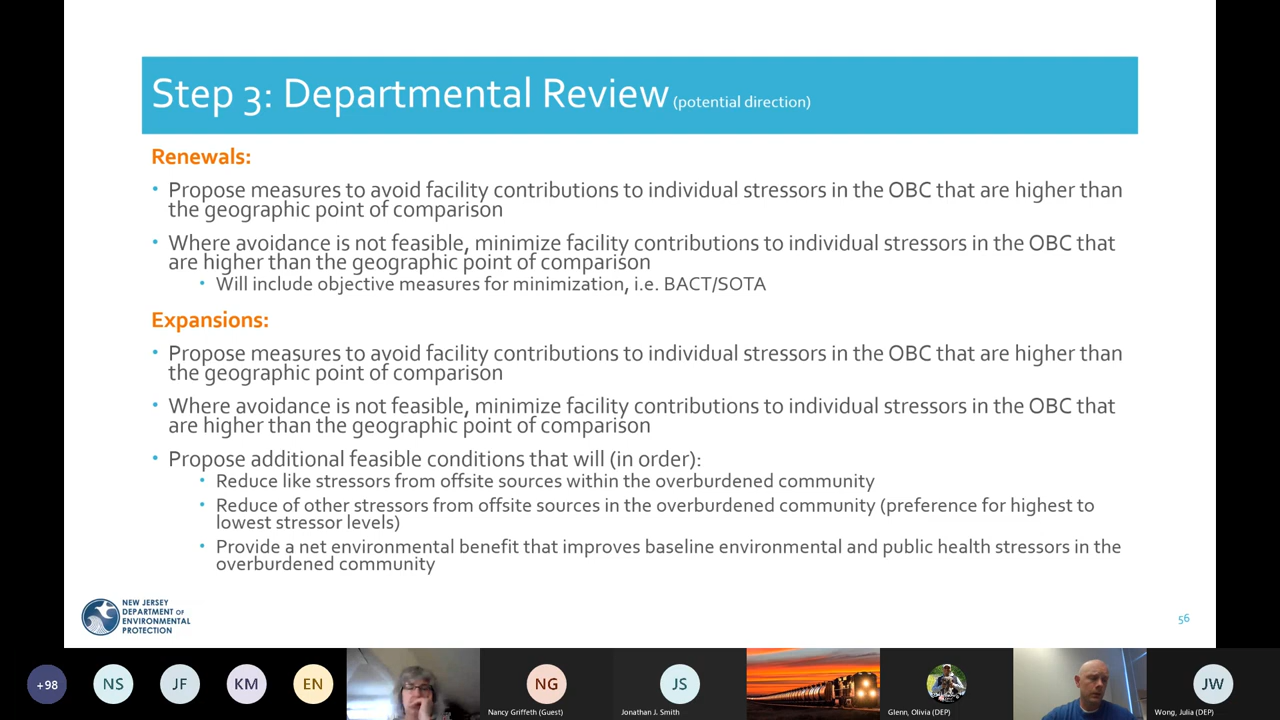 Step 3: Departmental Review (potential direction)
Renewals:
• Propose measures to avoid facility contributions to individual stressors in the OBC that are higher than
the geographic point of comparison
• Where avoidance is not feasible, minimize facility contributions to individual stressors in the OBC that
are higher than the geographic point of comparison
• Will include objective measures for minimization, i.e. BACT/SOTA
Expansions:
• Propose measures to avoid facility contributions to individual stressors in the OBC that are higher than
the geographic point of comparison
• Where avoidance is not feasible, minimize facility contributions to individual stressors in the OBC that
are higher than the geographic point of comparison
• Propose additional feasible conditions that will (in order):
• Reduce like stressors from offsite sources within the overburdened community
• Reduce of other stressors from offsite sources in the overburdened community (preference for highest to
lowest stressor levels)
• Provide a net environmental benefit that improves baseline environmental and public health stressors in the
overburdened community
NEW JERSEY
DEPARTMENT OF
ENVIRONMENTAL
PROTECTION
56
+98
NS
JF
KM
EN
NG
Nancy Griffeth (Guest)
JS
Jonathan J. Smith
Glenn, Olivia (DEP)
JW
Wong, Julia (DEP)